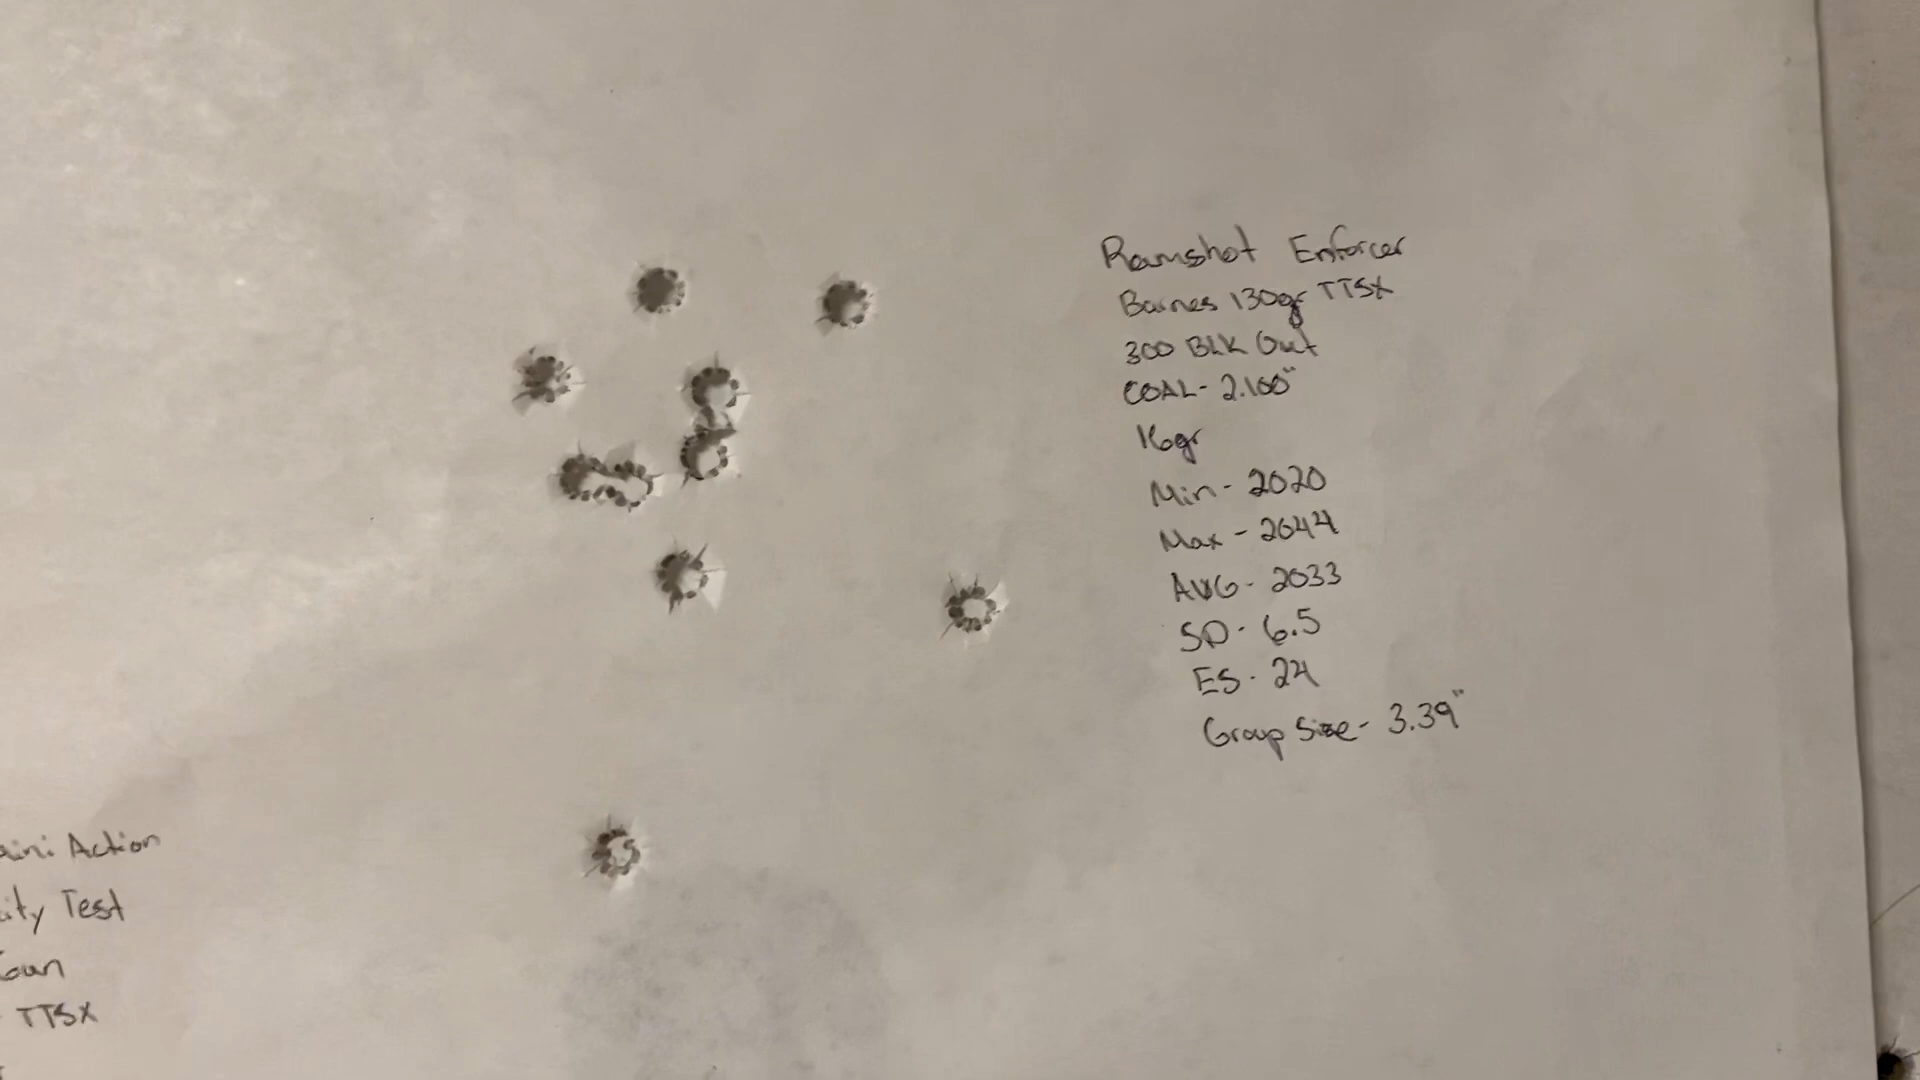 Ramshot Enforcer
Barnes 130gr TTSX
300 BLK Out
COAL- 2.100"
16gr
Min- 2020
Max - 2044
AVG- 2033
SD- 6.5
ES- 24
Group Size- 3.39"
Action
Test
TTSX